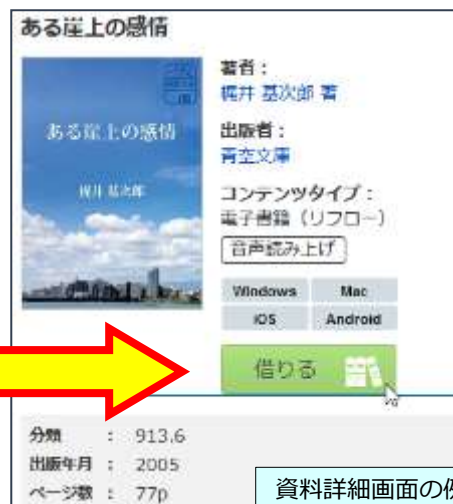 ある崖上の感情
ある崖上の感情
梶井 基次郎
著者：
梶井 基次郎 著
出版者：
青空文庫
コンテンツタイプ：
電子書籍（リフロー）
音声読み上げ
Windows Mac
iOS Android
借りる
分類 ： 913.6
出版年月 ： 2005
ページ数 ： 77p
資料詳細画面の例